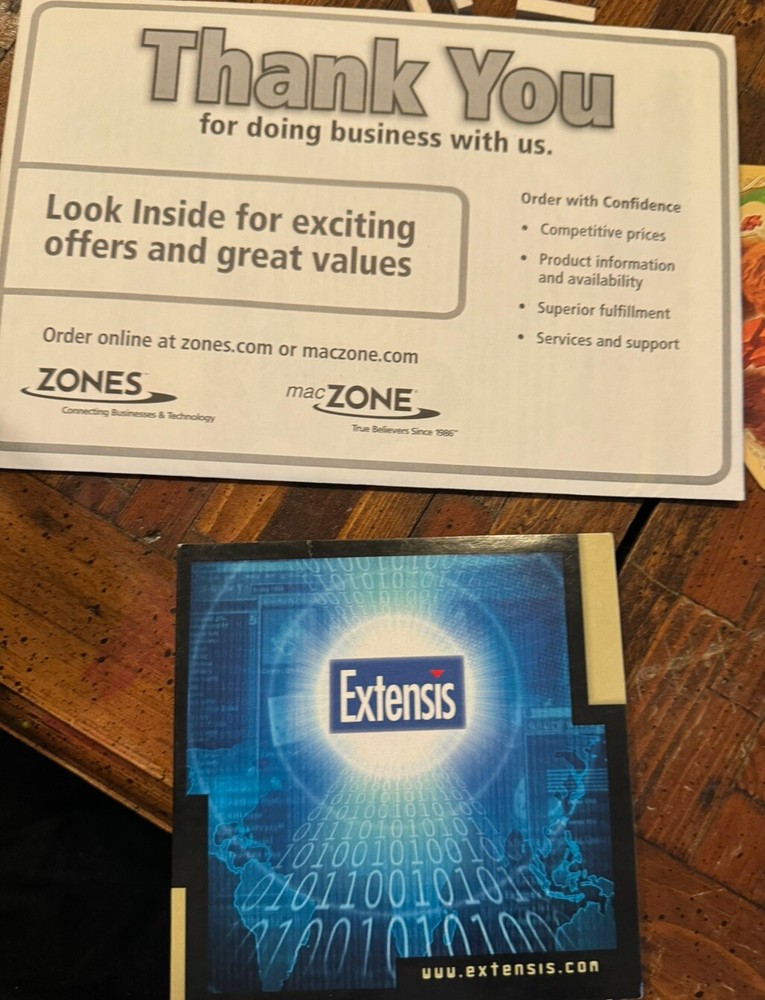 Thank You
for doing business with us.
Look Inside for exciting
offers and great values
Order with Confidence
• Competitive prices
• Product information
and availability
• Superior fulfillment
• Services and support
Order online at zones.com or maczone.com
ZONES™
Connecting Businesses & Technology
macZONE®
True Believers Since 1986™
Extensis
www.extensis.com